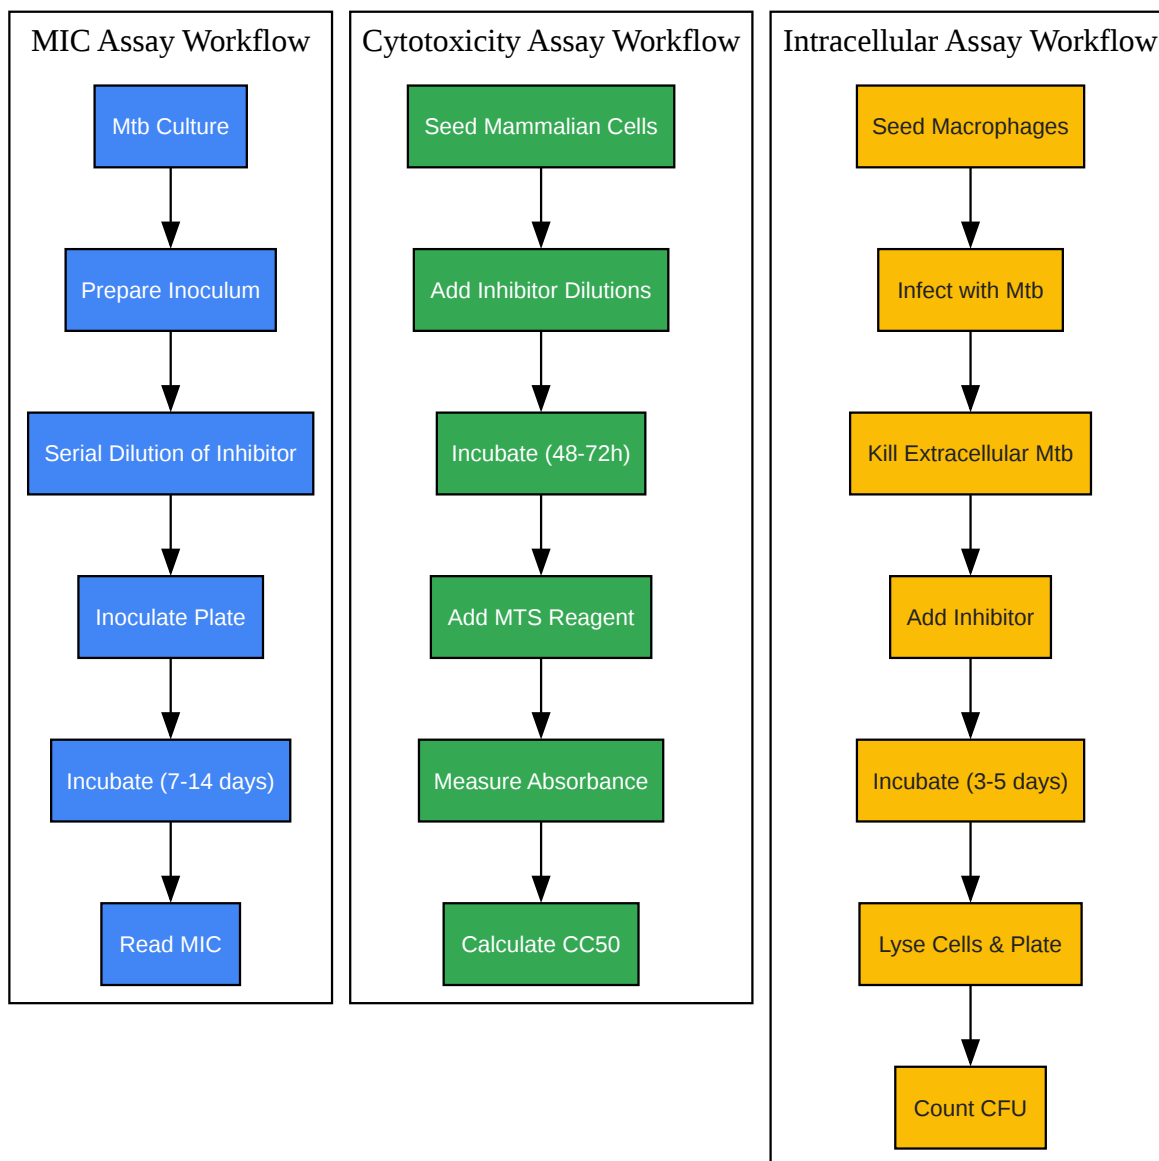 MIC Assay Workflow
Mtb Culture
Prepare Inoculum
Serial Dilution of Inhibitor
Inoculate Plate
Incubate (7-14 days)
Read MIC
Cytotoxicity Assay Workflow
Seed Mammalian Cells
Add Inhibitor Dilutions
Incubate (48-72h)
Add MTS Reagent
Measure Absorbance
Calculate CC50
Intracellular Assay Workflow
Seed Macrophages
Infect with Mtb
Kill Extracellular Mtb
Add Inhibitor
Incubate (3-5 days)
Lyse Cells & Plate
Count CFU